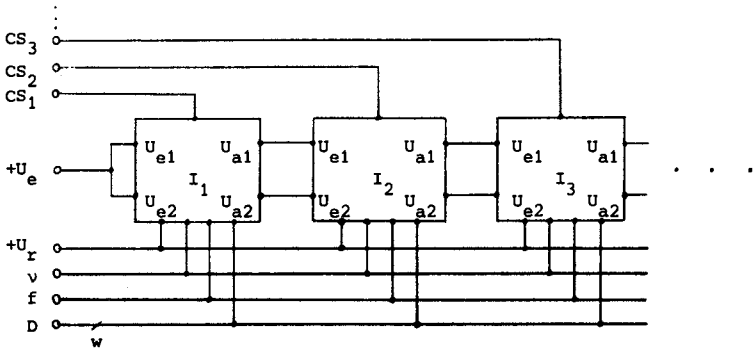 CS3
CS2
CS1
+Ue
Ue1 Ua1
I1
Ue2 Ua2
Ue1 Ua1
I2
Ue2 Ua2
Ue1 Ua1
I3
Ue2 Ua2
+Ur
ν
f
D
w